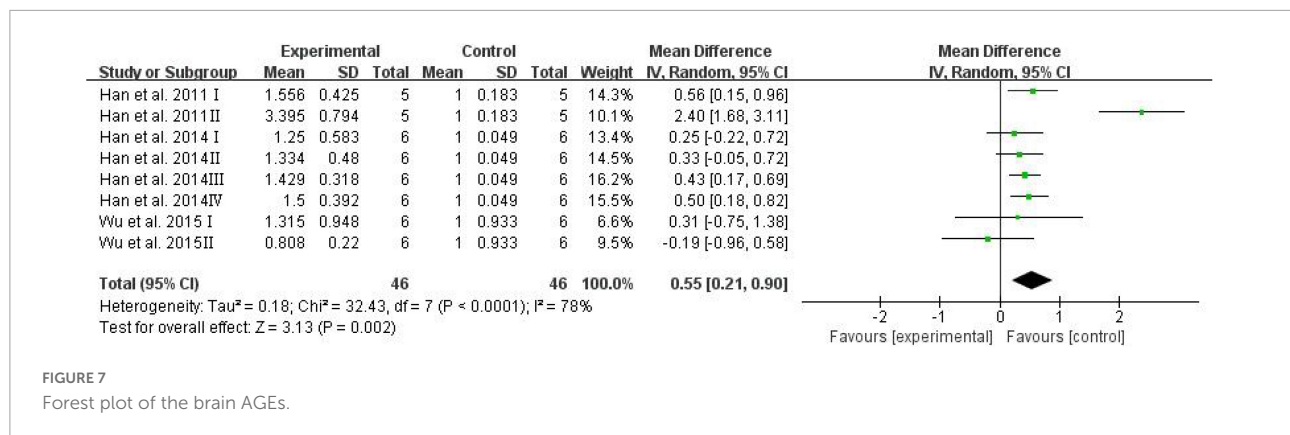 Experimental Control Mean Difference Mean Difference
Study or Subgroup Mean SD Total Mean SD Total Weight IV, Random, 95% CI IV, Random, 95% CI
Han et al. 2011 I 1.556 0.425 5 1 0.183 5 14.3% 0.56 [0.15, 0.96]
Han et al. 2011II 3.395 0.794 5 1 0.183 5 10.1% 2.40 [1.68, 3.11]
Han et al. 2014 I 1.25 0.583 6 1 0.049 6 13.4% 0.25 [-0.22, 0.72]
Han et al. 2014II 1.334 0.48 6 1 0.049 6 14.5% 0.33 [-0.05, 0.72]
Han et al. 2014III 1.429 0.318 6 1 0.049 6 16.2% 0.43 [0.17, 0.69]
Han et al. 2014IV 1.5 0.392 6 1 0.049 6 15.5% 0.50 [0.18, 0.82]
Wu et al. 2015 I 1.315 0.948 6 1 0.933 6 6.6% 0.31 [-0.75, 1.38]
Wu et al. 2015II 0.808 0.22 6 1 0.933 6 9.5% -0.19 [-0.96, 0.58]
Total (95% CI) 46 46 100.0% 0.55 [0.21, 0.90]
Heterogeneity: Tau² = 0.18; Chi² = 32.43, df = 7 (P < 0.0001); I² = 78%
Test for overall effect: Z = 3.13 (P = 0.002)
-2 -1 0 1 2
Favours [experimental] Favours [control]
FIGURE 7
Forest plot of the brain AGEs.